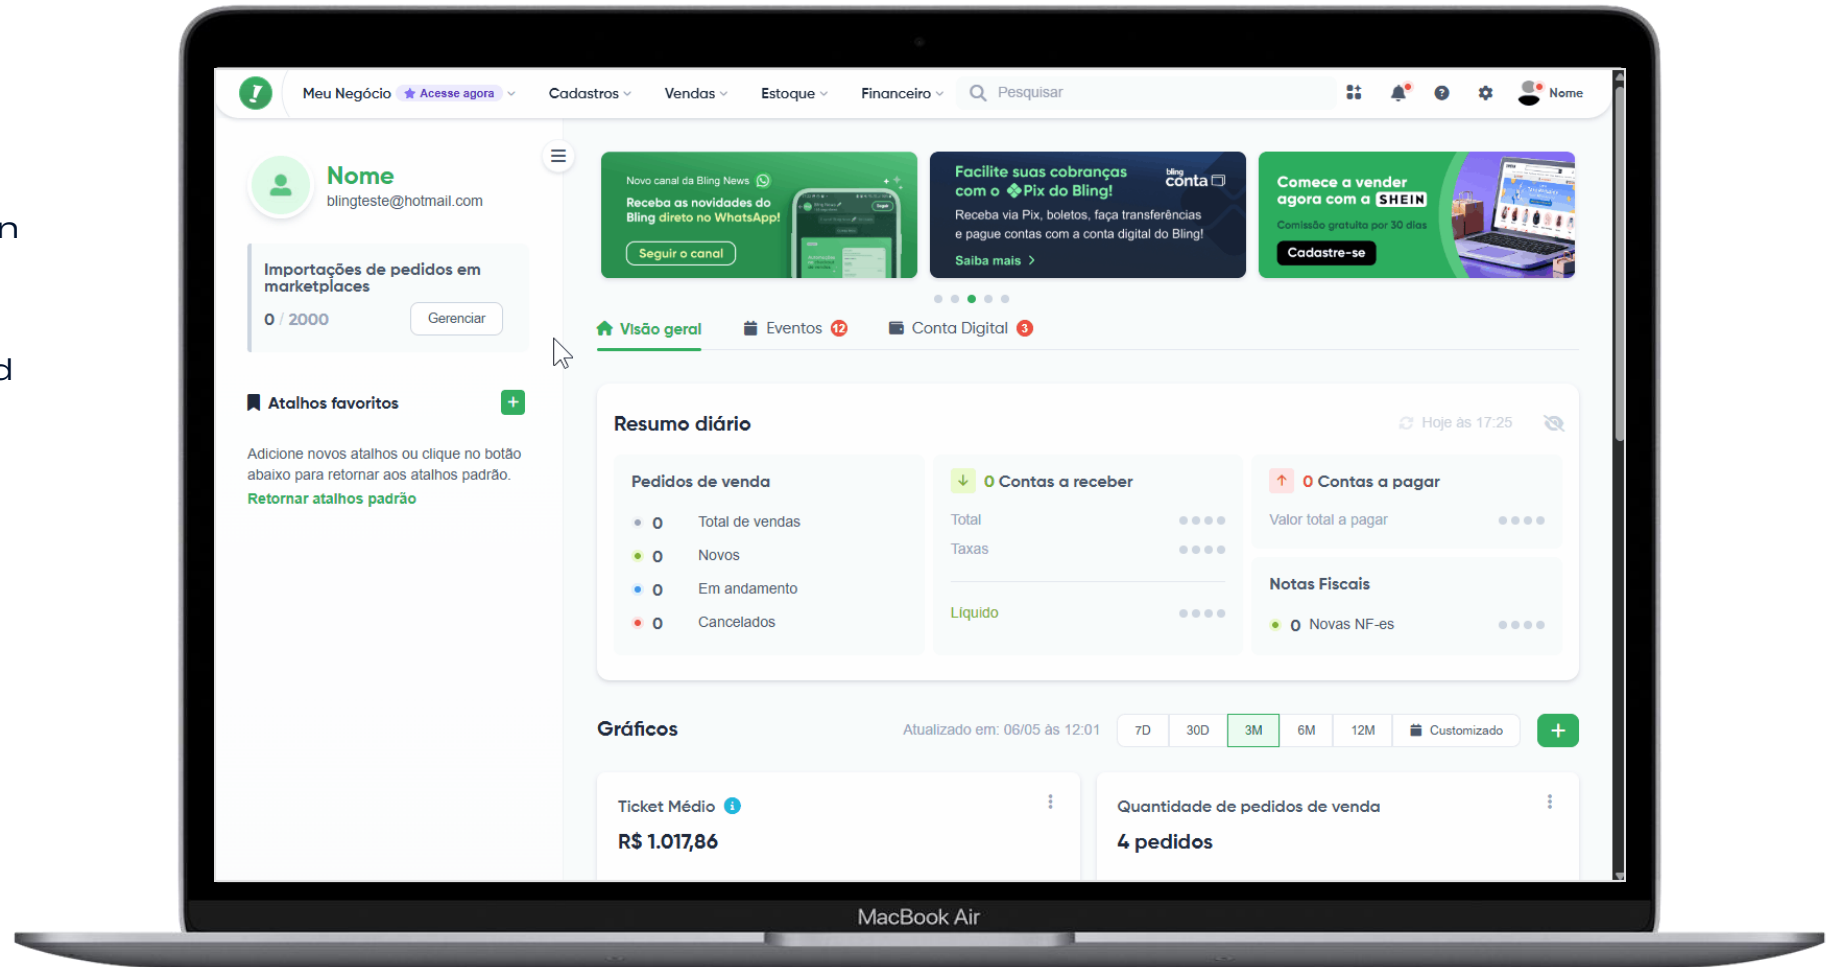 n
d
Meu Negócio Acesse agora
Cadastros
Vendas
Estoque
Financeiro
Pesquisar
Nome
Nome
blingteste@hotmail.com
Importações de pedidos em
marketplaces
0 / 2000
Gerenciar
Atalhos favoritos
+
Adicione novos atalhos ou clique no botão
abaixo para retornar aos atalhos padrão.
Retornar atalhos padrão
Novo canal da Bling News
Receba as novidades do
Bling direto no WhatsApp!
Seguir o canal
Facilite suas cobranças
com o Pix do Bling!
bling
conta
Receba via Pix, boletos, faça transferências
e pague contas com a conta digital do Bling!
Saiba mais >
Comece a vender
agora com a SHEIN
Comissão gratuita por 30 dias
Cadastre-se
Visão geral
Eventos 12
Conta Digital 3
Resumo diário
Hoje às 17:25
Pedidos de venda
0 Total de vendas
0 Novos
0 Em andamento
0 Cancelados
0 Contas a receber
Total
Taxas
Líquido
0 Contas a pagar
Valor total a pagar
Notas Fiscais
0 Novas NF-es
Gráficos
Atualizado em: 06/05 às 12:01
7D
30D
3M
6M
12M
Customizado
+
Ticket Médio
R$ 1.017,86
Quantidade de pedidos de venda
4 pedidos
MacBook Air